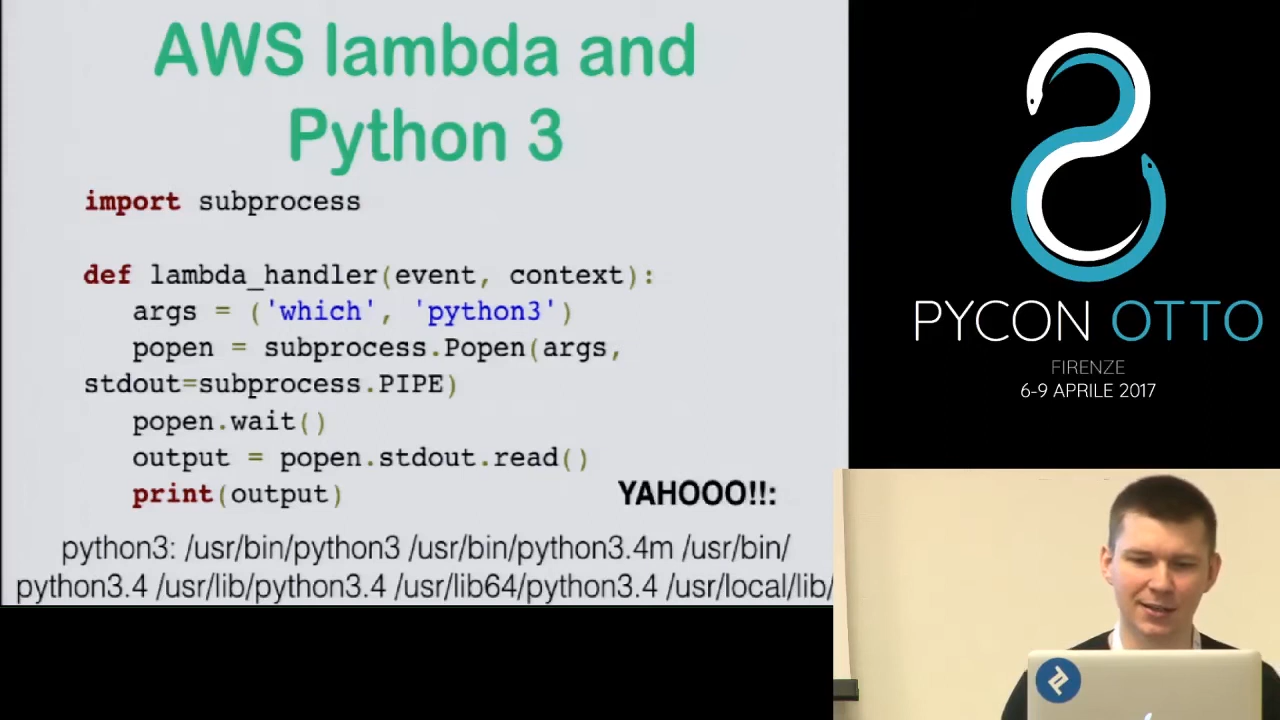 AWS lambda and
Python 3
import subprocess
def lambda_handler(event, context):
args = ('which', 'python3')
popen = subprocess.Popen(args,
stdout=subprocess.PIPE)
popen.wait()
output = popen.stdout.read()
print(output)
YAHOOO!!:
python3: /usr/bin/python3 /usr/bin/python3.4m /usr/bin/
python3.4 /usr/lib/python3.4 /usr/lib64/python3.4 /usr/local/lib/
PYCON OTTO
FIRENZE
6-9 APRILE 2017